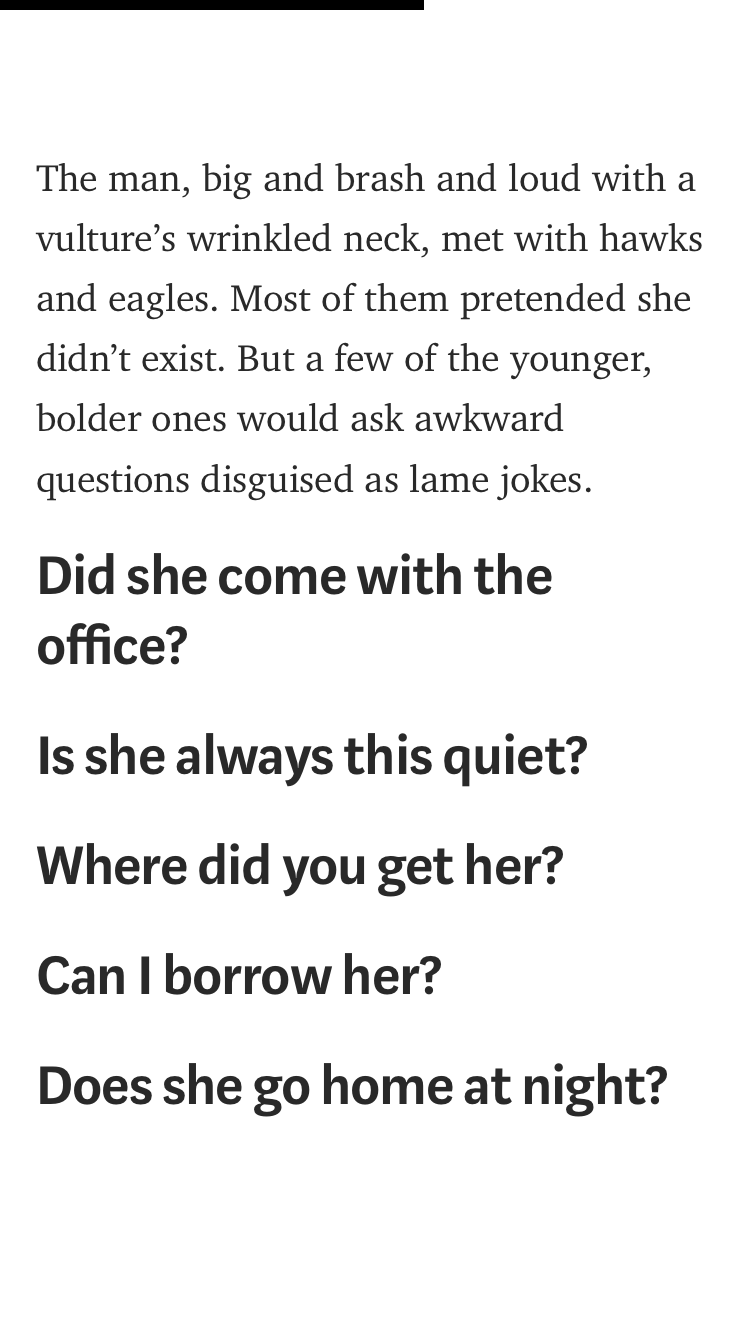 The man, big and brash and loud with a
vulture’s wrinkled neck, met with hawks
and eagles. Most of them pretended she
didn’t exist. But a few of the younger,
bolder ones would ask awkward
questions disguised as lame jokes.
Did she come with the
office?
Is she always this quiet?
Where did you get her?
Can I borrow her?
Does she go home at night?